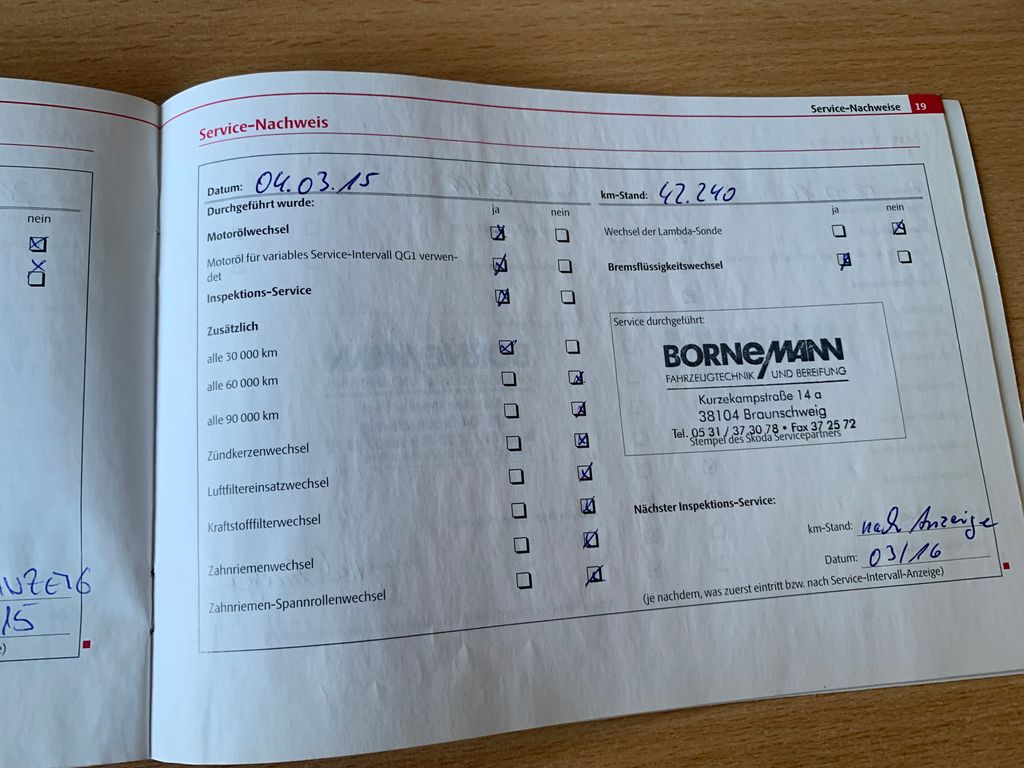 nein
15
Service-Nachweise 19
Service-Nachweis
Datum: 04.03.15
Durchgeführt wurde:
ja nein
Motorölwechsel
Motoröl für variables Service-Intervall QG1 verwen-
det
Inspektions-Service
Zusätzlich
alle 30 000 km
alle 60 000 km
alle 90 000 km
Zündkerzenwechsel
Luftfiltereinsatzwechsel
Kraftstofffilterwechsel
Zahnriemenwechsel
Zahnriemen-Spannrollenwechsel
km-Stand: 42.240
ja nein
Wechsel der Lambda-Sonde
Bremsflüssigkeitswechsel
Service durchgeführt:
BORNEMANN
FAHRZEUGTECHNIK UND BEREIFUNG
Kurzekampstraße 14 a
38104 Braunschweig
Tel. 05 31 / 37 30 78 • Fax 37 25 72
Stempel des Skoda Servicepartners
Nächster Inspektions-Service:
km-Stand: nach Anzeige
Datum: 03/16
(je nachdem, was zuerst eintritt bzw. nach Service-Intervall-Anzeige)